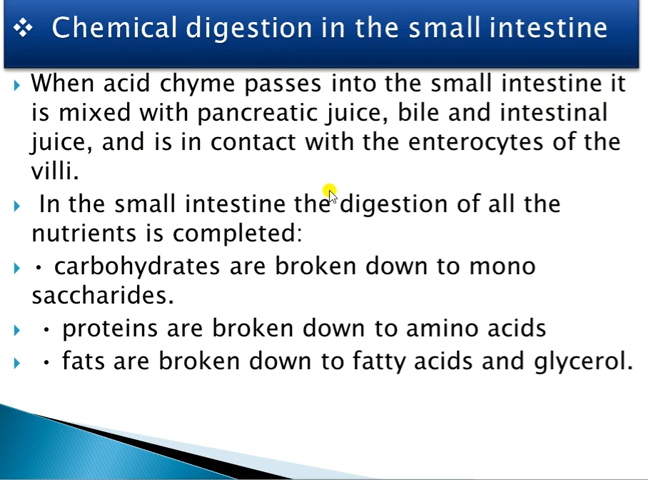 ❖ Chemical digestion in the small intestine
When acid chyme passes into the small intestine it
is mixed with pancreatic juice, bile and intestinal
juice, and is in contact with the enterocytes of the
villi.
In the small intestine the digestion of all the
nutrients is completed:
• carbohydrates are broken down to mono
saccharides.
• proteins are broken down to amino acids
• fats are broken down to fatty acids and glycerol.